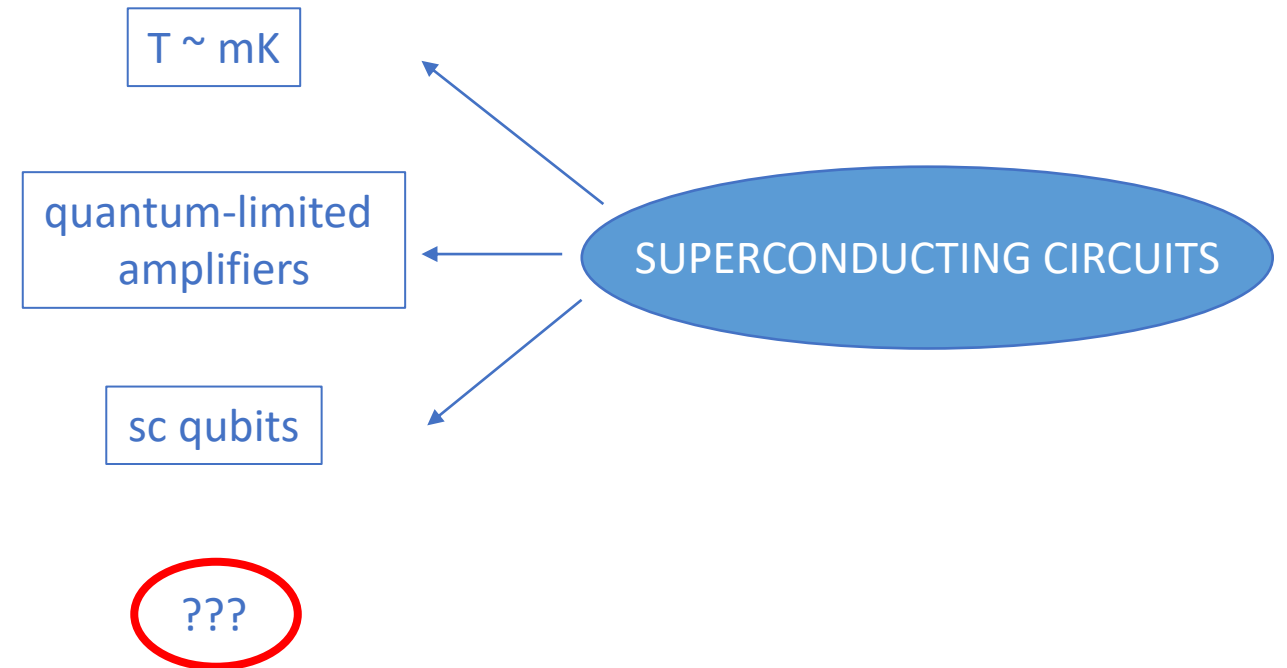 T ~ mK
quantum-limited
amplifiers
SUPERCONDUCTING CIRCUITS
sc qubits
???